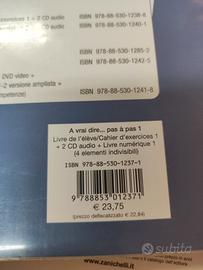 ercices 1 + 2 CD audio
ISBN 978-88-530-1238-8
ISBN 978-88-530-1240-1
ISBN 978-88-530-1285-2
ISBN 978-88-530-1242-5
DVD video +
-2 versione ampliata +
mpetenze)
ISBN 978-88-530-1241-8
A vrai dire... pas à pas 1
Livre de l'élève/Cahier d'exercices 1
+ 2 CD audio + Livre numérique 1
(4 elementi indivisibili)
ISBN 978-88-530-1237-1
9 788853 012371
€ 23,75
(prezzo defiscalizzato € 22,84)
www.zanichelli.it
subito